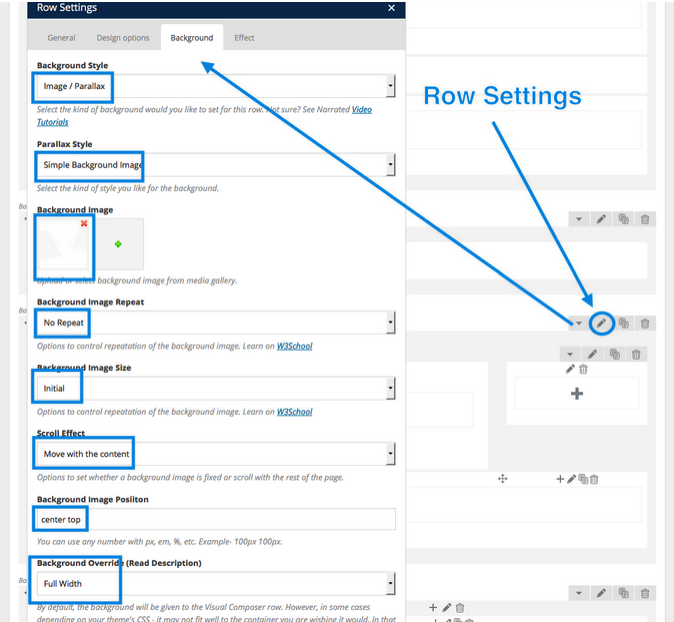 Row Settings
General Design options Background Effect
Background Style
Image / Parallax
Select the kind of background would you like to set for this row. Not sure? See Narrated Video
Tutorials
Row Settings
Parallax Style
Simple Background Image
Select the kind of style you like for the background.
Background Image
Upload or select background image from media gallery.
Background Image Repeat
No Repeat
Options to control repeatation of the background image. Learn on W3School
Background Image Size
Initial
Options to control repeatation of the background image. Learn on W3School
Scroll Effect
Move with the content
Options to set whether a background image is fixed or scroll with the rest of the page.
Background Image Posiiton
center top
You can use any number with px, em, %, etc. Example- 100px 100px.
Background Override (Read Description)
Full Width
By default, the background will be given to the Visual Composer row. However, in some cases
depending on your theme's CSS - it may not fit well to the container you are wishing it would. In that